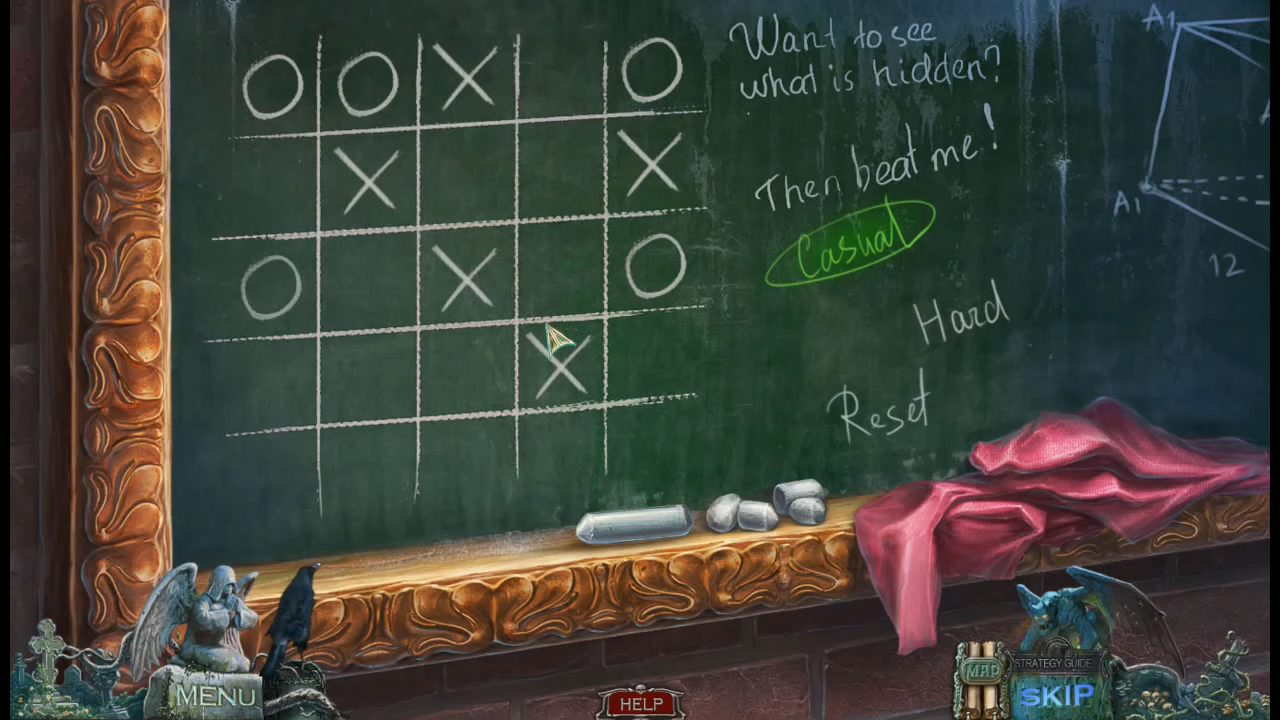 Want to see
what is hidden?
Then beat me!
Casual
Hard
Reset
A1
A1
12
MENU
HELP
MAP
STRATEGY GUIDE
SKIP